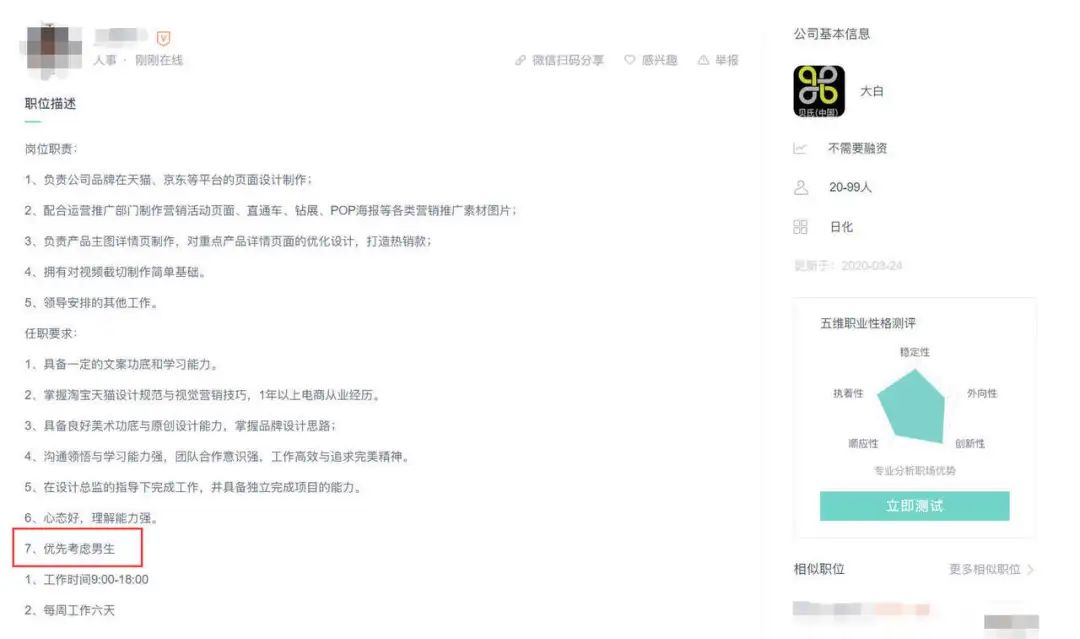 人事 · 刚刚在线
微信扫码分享 感兴趣 举报
职位描述
岗位职责：
1、负责公司品牌在天猫、京东等平台的页面设计制作；
2、配合运营推广部门制作营销活动页面、直通车、钻展、POP海报等各类营销推广素材图片；
3、负责产品主图详情页制作，对重点产品详情页面的优化设计，打造热销款；
4、拥有对视频截切制作简单基础。
5、领导安排的其他工作。
任职要求：
1、具备一定的文案功底和学习能力。
2、掌握淘宝天猫设计规范与视觉营销技巧，1年以上电商从业经历。
3、具备良好美术功底与原创设计能力，掌握品牌设计思路；
4、沟通领悟与学习能力强，团队合作意识强，工作高效与追求完美精神。
5、在设计总监的指导下完成工作，并具备独立完成项目的能力。
6、心态好，理解能力强。
7、优先考虑男生
1、工作时间9:00-18:00
2、每周工作六天
公司基本信息
贝氏(中国)
大白
不需要融资
20-99人
日化
更新于：2020-03-24
五维职业性格测评
稳定性
执着性 外向性
顺应性 创新性
专业分析职场优势
立即测试
相似职位 更多相似职位